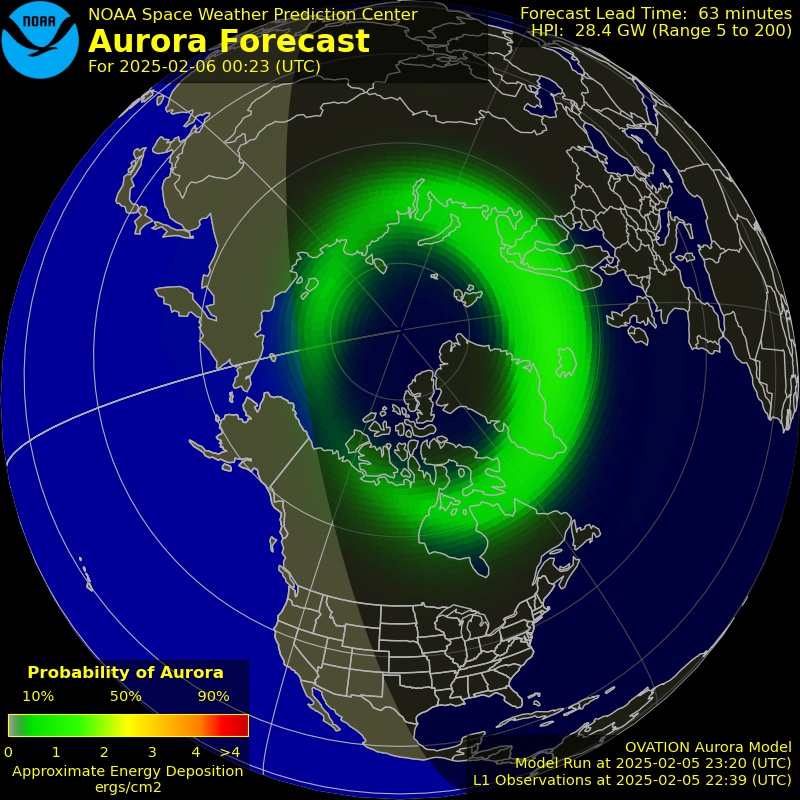 NOAA
NOAA Space Weather Prediction Center
Aurora Forecast
For 2025-02-06 00:23 (UTC)
Forecast Lead Time: 63 minutes
HPI: 28.4 GW (Range 5 to 200)
Probability of Aurora
10% 50% 90%
0 1 2 3 4 >4
Approximate Energy Deposition
ergs/cm2
OVATION Aurora Model
Model Run at 2025-02-05 23:20 (UTC)
L1 Observations at 2025-02-05 22:39 (UTC)